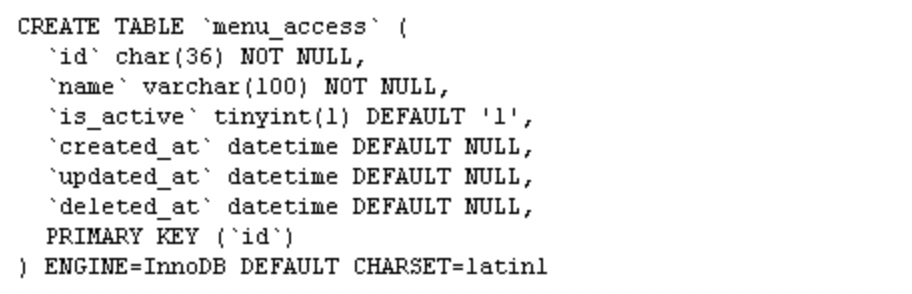 CREATE TABLE `menu_access` (
`id` char(36) NOT NULL,
`name` varchar(100) NOT NULL,
`is_active` tinyint(1) DEFAULT '1',
`created_at` datetime DEFAULT NULL,
`updated_at` datetime DEFAULT NULL,
`deleted_at` datetime DEFAULT NULL,
PRIMARY KEY (`id`)
) ENGINE=InnoDB DEFAULT CHARSET=latin1